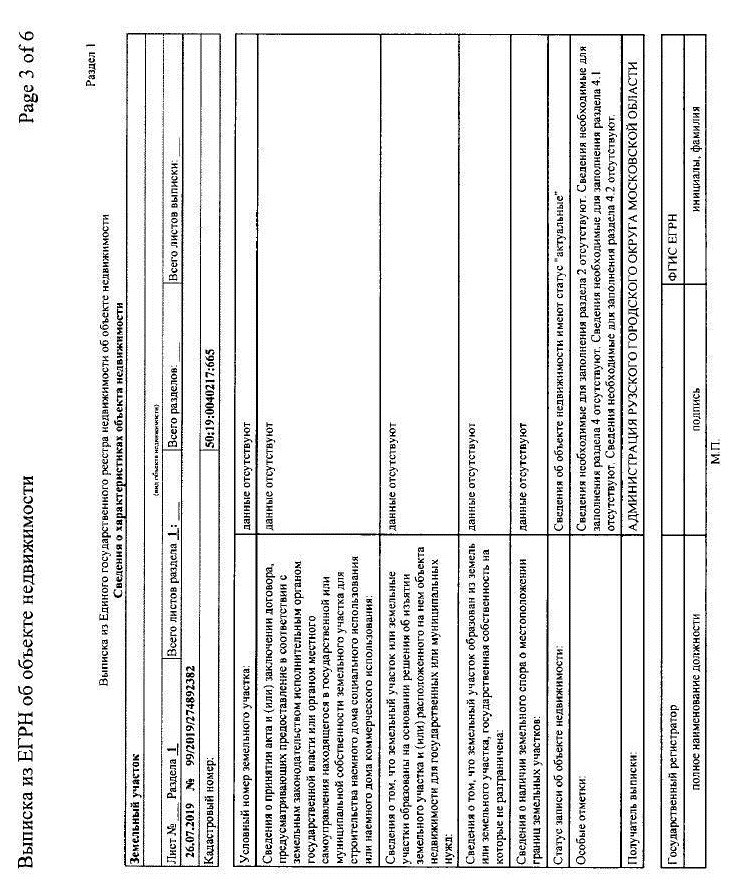 Выписка из ЕГРН об объекте недвижимости
Page 3 of 6
Раздел 1
Выписка из Единого государственного реестра недвижимости об объекте недвижимости
Сведения о характеристиках объекта недвижимости
Земельный участок
(вид объекта недвижимости)
Лист № ___ Раздела 1
Всего листов раздела 1 : ___
Всего разделов: ___
Всего листов выписки: ___
26.07.2019 № 99/2019/274892382
Кадастровый номер:
50:19:0040217:665
Условный номер земельного участка:
данные отсутствуют
Сведения о принятии акта и (или) заключении договора,
предусматривающих предоставление в соответствии с
земельным законодательством исполнительным органом
государственной власти или органом местного
самоуправления находящегося в государственной или
муниципальной собственности земельного участка для
строительства наемного дома социального использования
или наемного дома коммерческого использования:
данные отсутствуют
Сведения о том, что земельный участок или земельные
участки образованы на основании решения об изъятии
земельного участка и (или) расположенного на нем объекта
недвижимости для государственных или муниципальных
нужд:
данные отсутствуют
Сведения о том, что земельный участок образован из земель
или земельного участка, государственная собственность на
которые не разграничена:
данные отсутствуют
Сведения о наличии земельного спора о местоположении
границ земельных участков:
данные отсутствуют
Статус записи об объекте недвижимости:
Сведения об объекте недвижимости имеют статус "актуальные"
Особые отметки:
Сведения необходимые для заполнения раздела 2 отсутствуют. Сведения необходимые для
заполнения раздела 4 отсутствуют. Сведения необходимые для заполнения раздела 4.1
отсутствуют. Сведения необходимые для заполнения раздела 4.2 отсутствуют.
Получатель выписки:
АДМИНИСТРАЦИЯ РУЗСКОГО ГОРОДСКОГО ОКРУГА МОСКОВСКОЙ ОБЛАСТИ
Государственный регистратор
ФГИС ЕГРН
полное наименование должности
подпись
инициалы, фамилия
М.П.